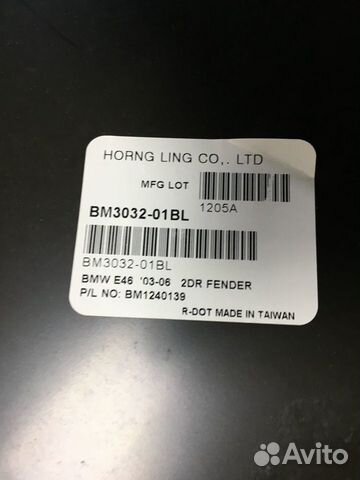 HORNG LING CO,. LTD
MFG LOT
1205A
BM3032-01BL
BM3032-01BL
BMW E46 '03-06 2DR FENDER
P/L NO: BM1240139
R-DOT MADE IN TAIWAN
Avito